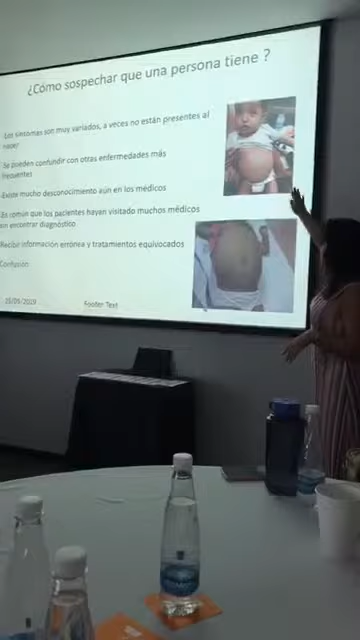 ¿Cómo sospechar que una persona tiene ?
Los síntomas son muy variados, a veces no están presentes al
nacer
Se pueden confundir con otras enfermedades más
frecuentes
Existe mucho desconocimiento aún en los médicos
Es común que los pacientes hayan visitado muchos médicos
sin encontrar diagnóstico
Recibir información errónea y tratamientos equivocados
Confusión
Footer Text